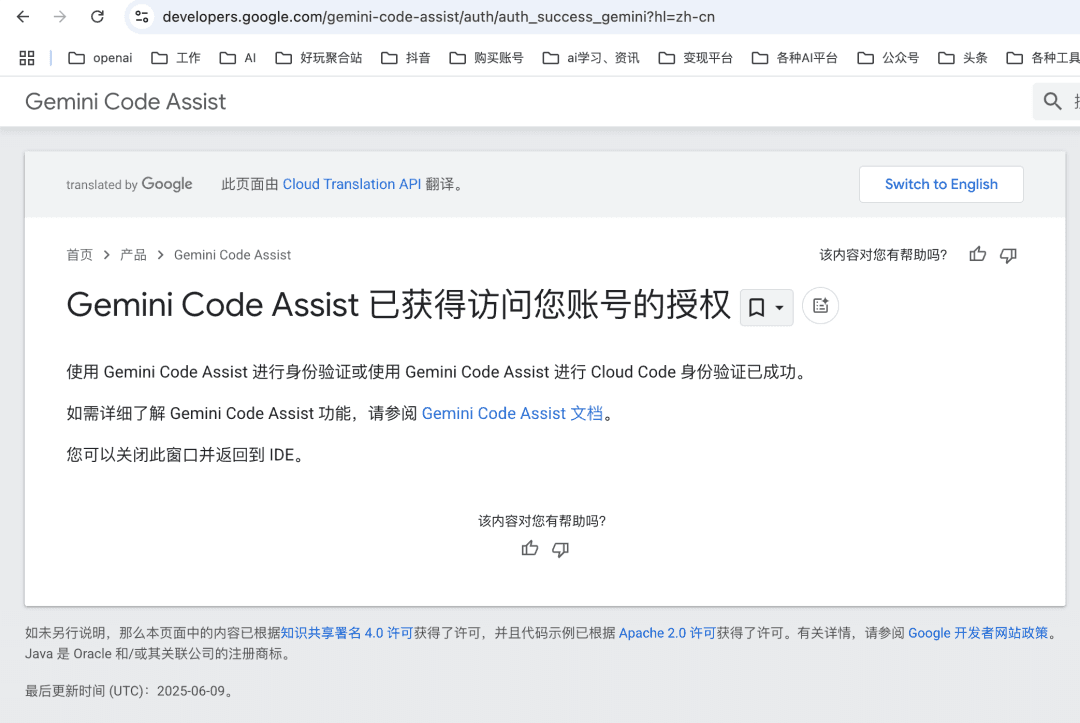 developers.google.com/gemini-code-assist/auth/auth_success_gemini?hl=zh-cn
openai 工作 AI 好玩聚合站 抖音 购买账号 ai学习、资讯 变现平台 各种AI平台 公众号 头条 各种工具
Gemini Code Assist
translated by Google 此页面由 Cloud Translation API 翻译。 Switch to English
首页 产品 Gemini Code Assist 该内容对您有帮助吗?
Gemini Code Assist 已获得访问您账号的授权
使用 Gemini Code Assist 进行身份验证或使用 Gemini Code Assist 进行 Cloud Code 身份验证已成功。
如需详细了解 Gemini Code Assist 功能，请参阅 Gemini Code Assist 文档。
您可以关闭此窗口并返回到 IDE。
该内容对您有帮助吗?
如未另行说明，那么本页面中的内容已根据知识共享署名 4.0 许可获得了许可，并且代码示例已根据 Apache 2.0 许可获得了许可。有关详情，请参阅 Google 开发者网站政策。
Java 是 Oracle 和/或其关联公司的注册商标。
最后更新时间 (UTC)：2025-06-09。